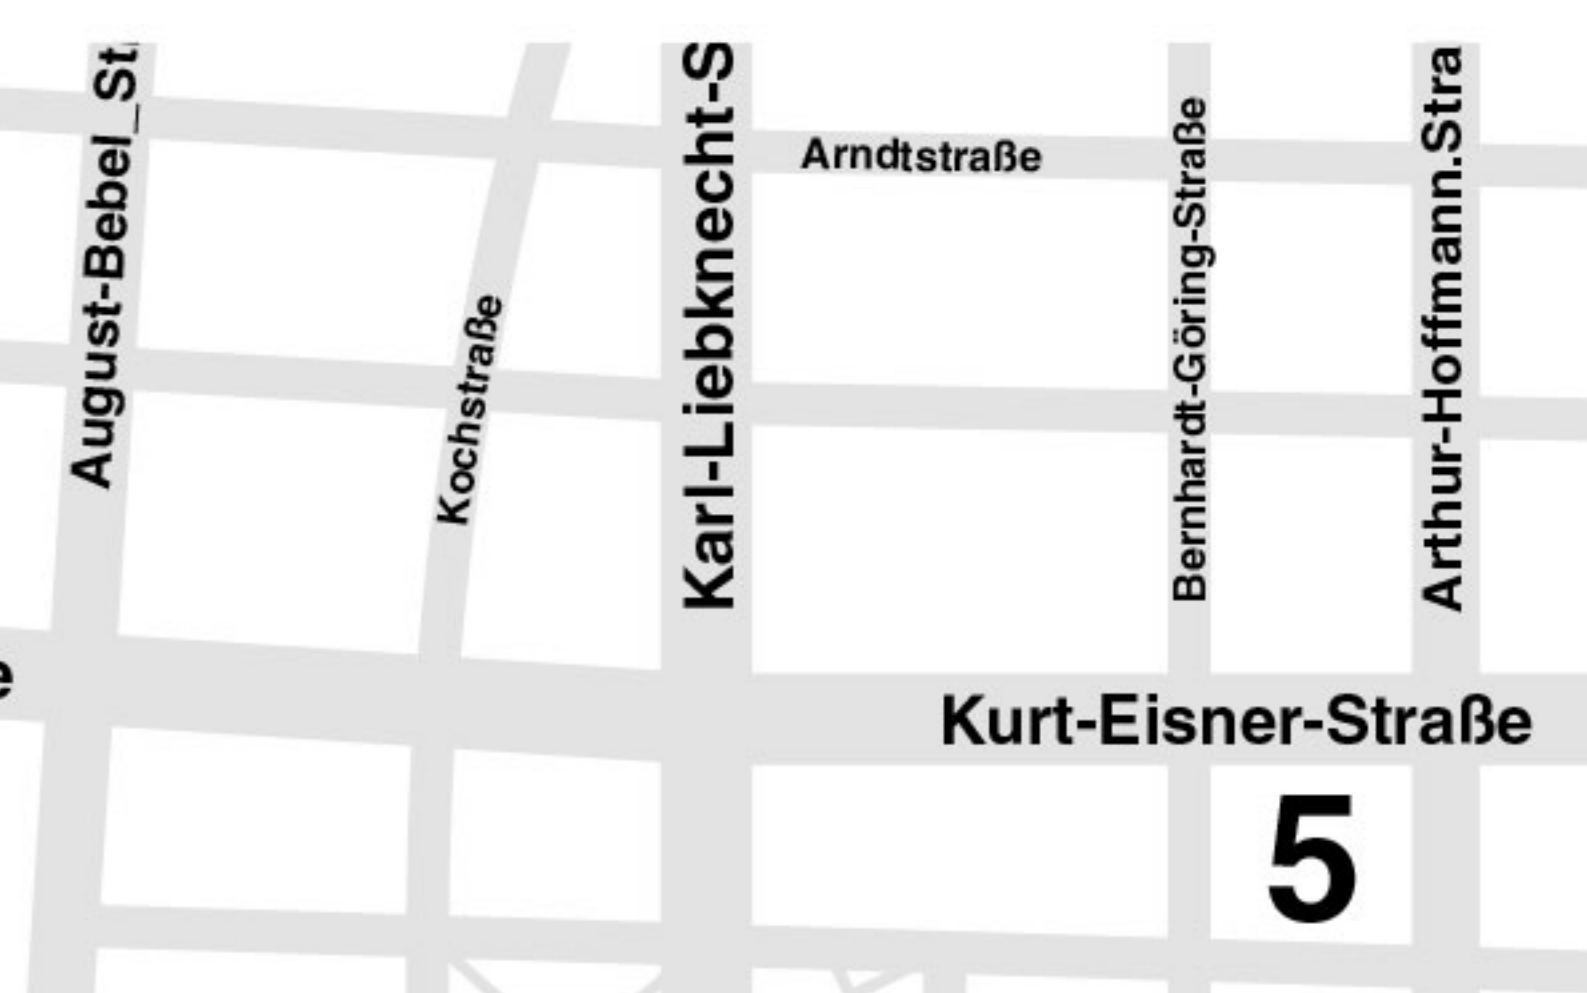 August-Bebel_St
Kochstraße
Karl-Liebknecht-S
Arndtstraße
Bernhardt-Göring-Straße
Arthur-Hoffmann.Stra
e
Kurt-Eisner-Straße
5